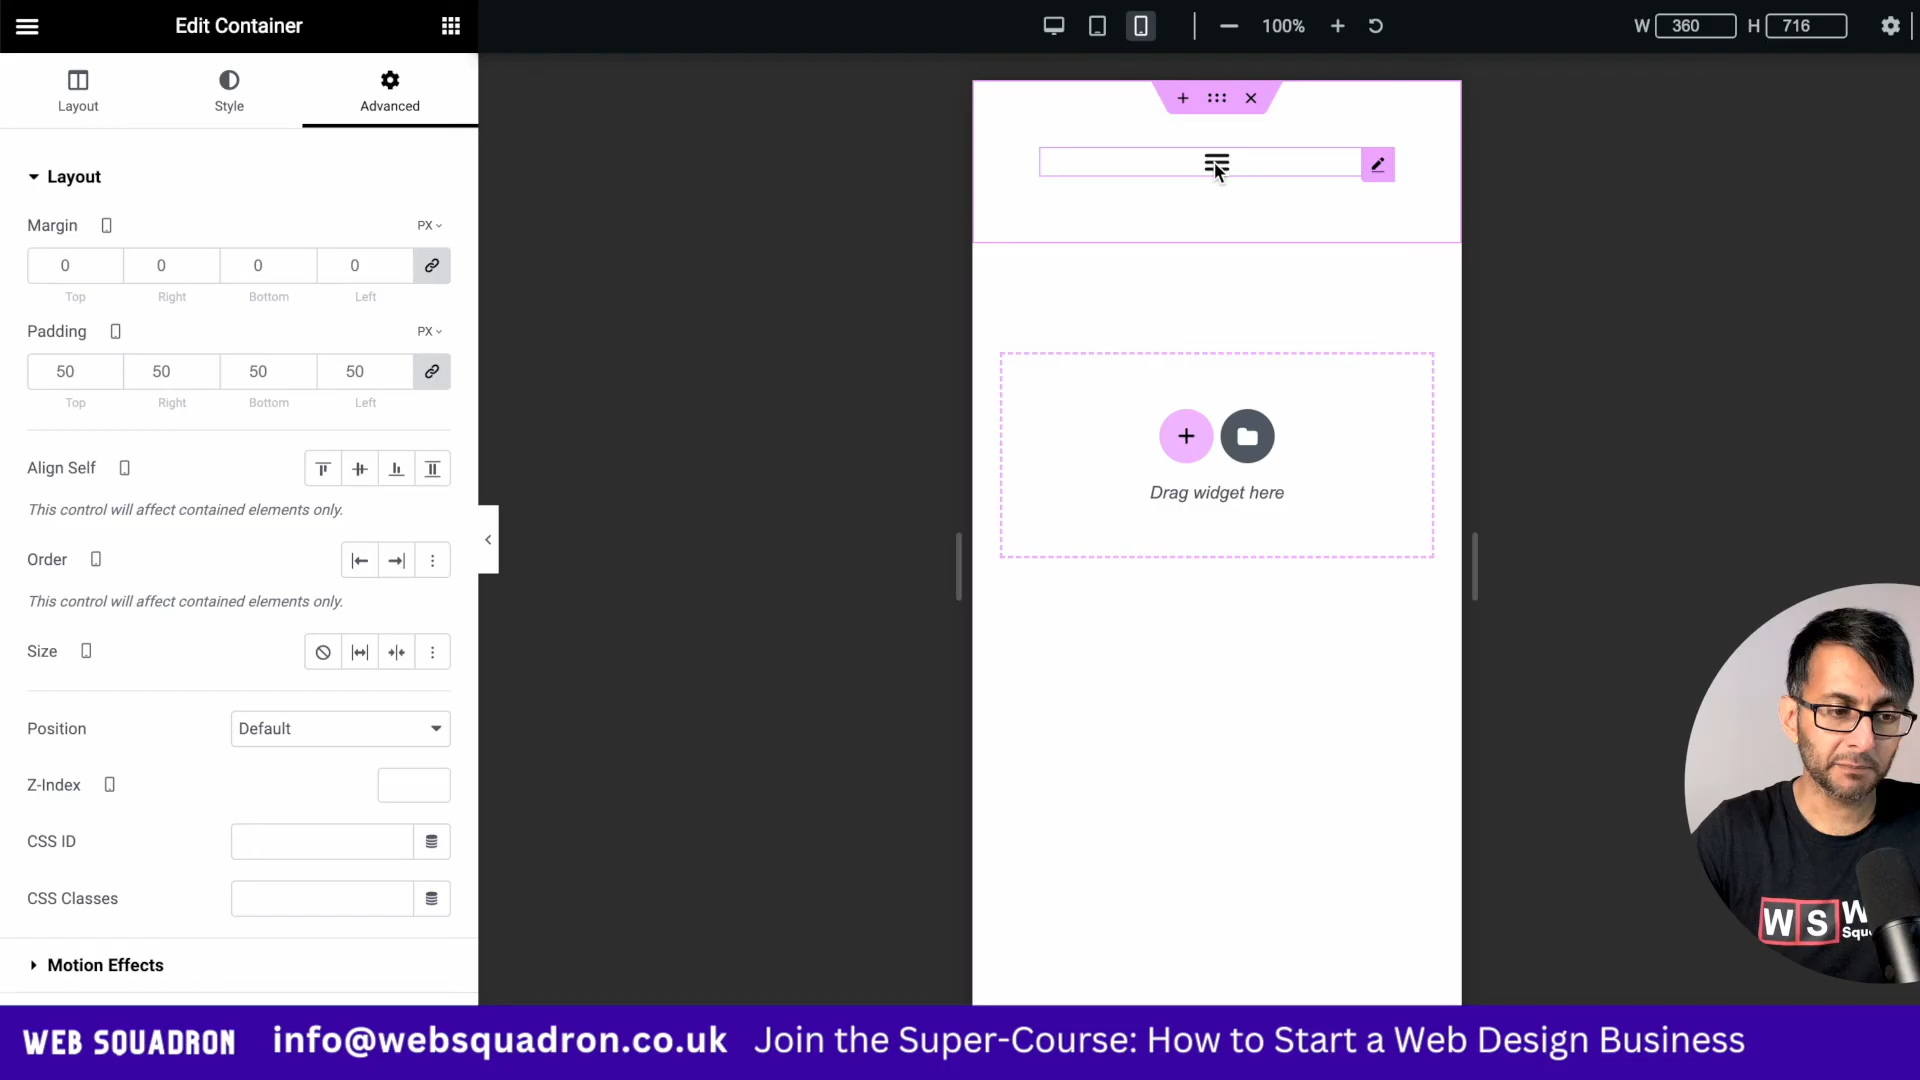 Edit Container
100%
W 360 H 716
Layout Style Advanced
Layout
Margin PX
0 0 0 0
Top Right Bottom Left
Padding PX
50 50 50 50
Top Right Bottom Left
Align Self
This control will affect contained elements only.
Order
This control will affect contained elements only.
Size
Position Default
Z-Index
CSS ID
CSS Classes
Motion Effects
Drag widget here
WS W
Squ
WEB SQUADRON info@websquadron.co.uk Join the Super-Course: How to Start a Web Design Business